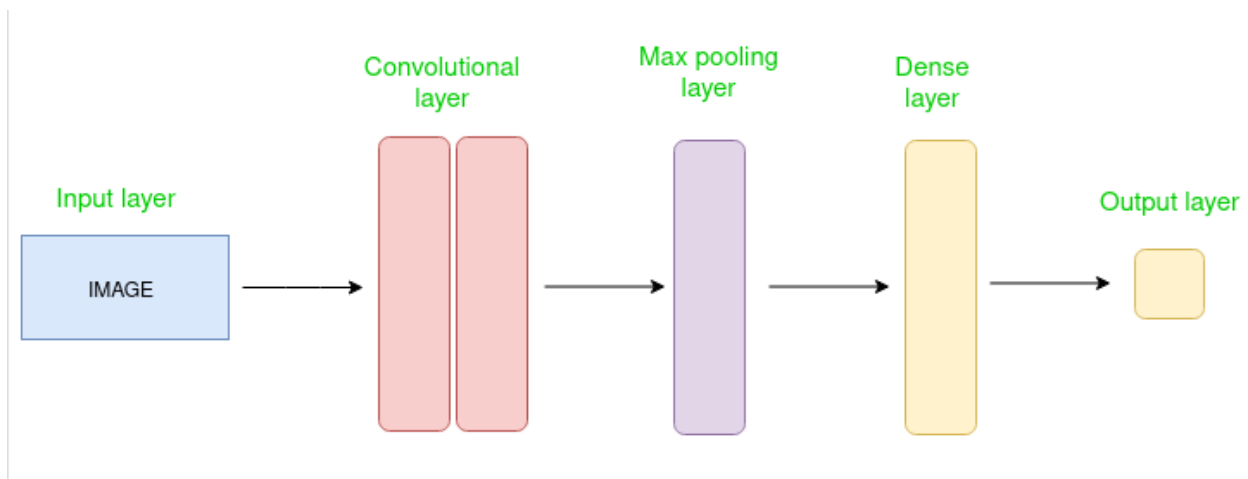 Convolutional
layer
Max pooling
layer
Dense
layer
Input layer
Output layer
IMAGE